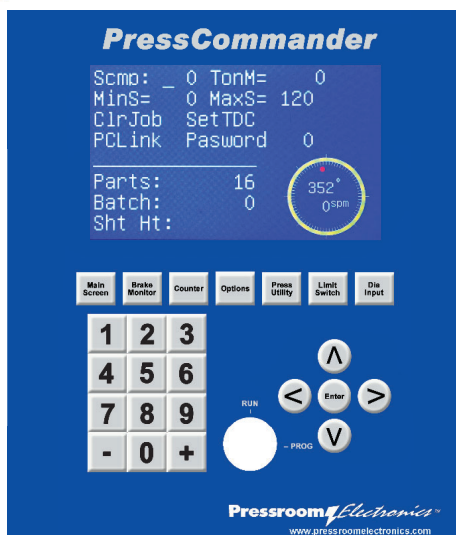 PressCommander
Scmp: _ 0 TonM= 0
MinS= 0 MaxS= 120
ClrJob SetTDC
PCLink Pasword 0
Parts: 16
Batch: 0
Sht Ht:
352°
0spm
Main Screen
Brake Monitor
Counter
Options
Press Utility
Limit Switch
Die Input
1 2 3
4 5 6
7 8 9
- 0 +
RUN
- PROG
Λ
< Enter >
V
Pressroom Electronics ™
www.pressroomelectronics.com